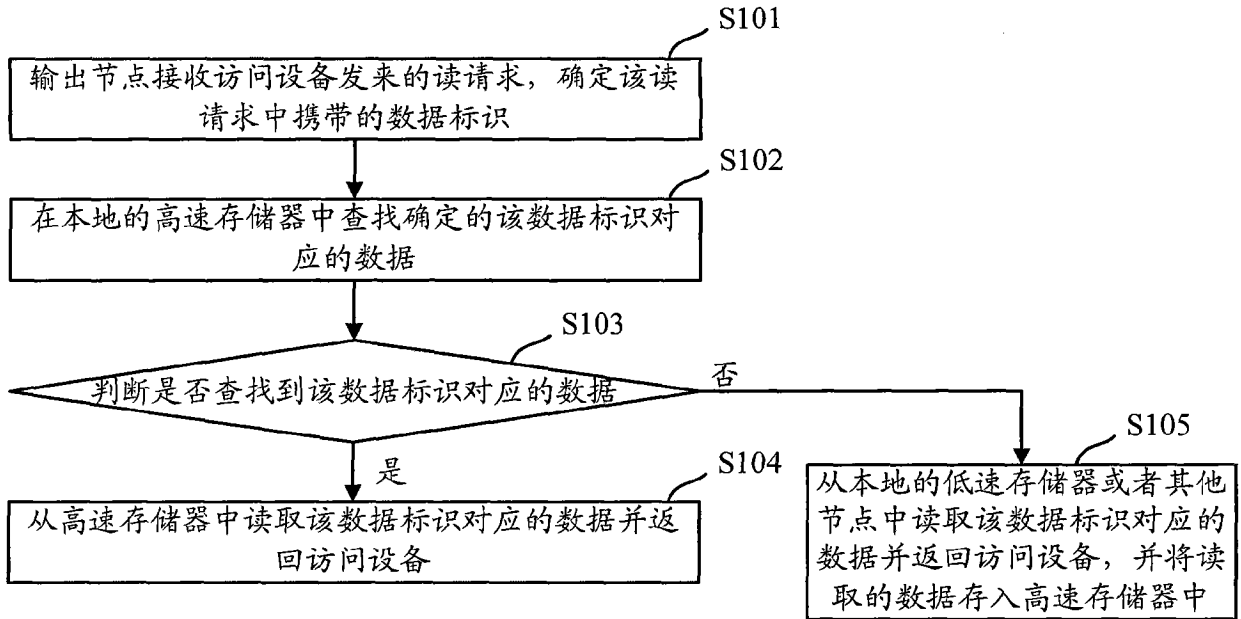 S101
输出节点接收访问设备发来的读请求，确定该读
请求中携带的数据标识
S102
在本地的高速存储器中查找确定的该数据标识对
应的数据
S103
判断是否查找到该数据标识对应的数据
否
是
S104
从高速存储器中读取该数据标识对应的数据并返
回访问设备
S105
从本地的低速存储器或者其他
节点中读取该数据标识对应的
数据并返回访问设备，并将读
取的数据存入高速存储器中